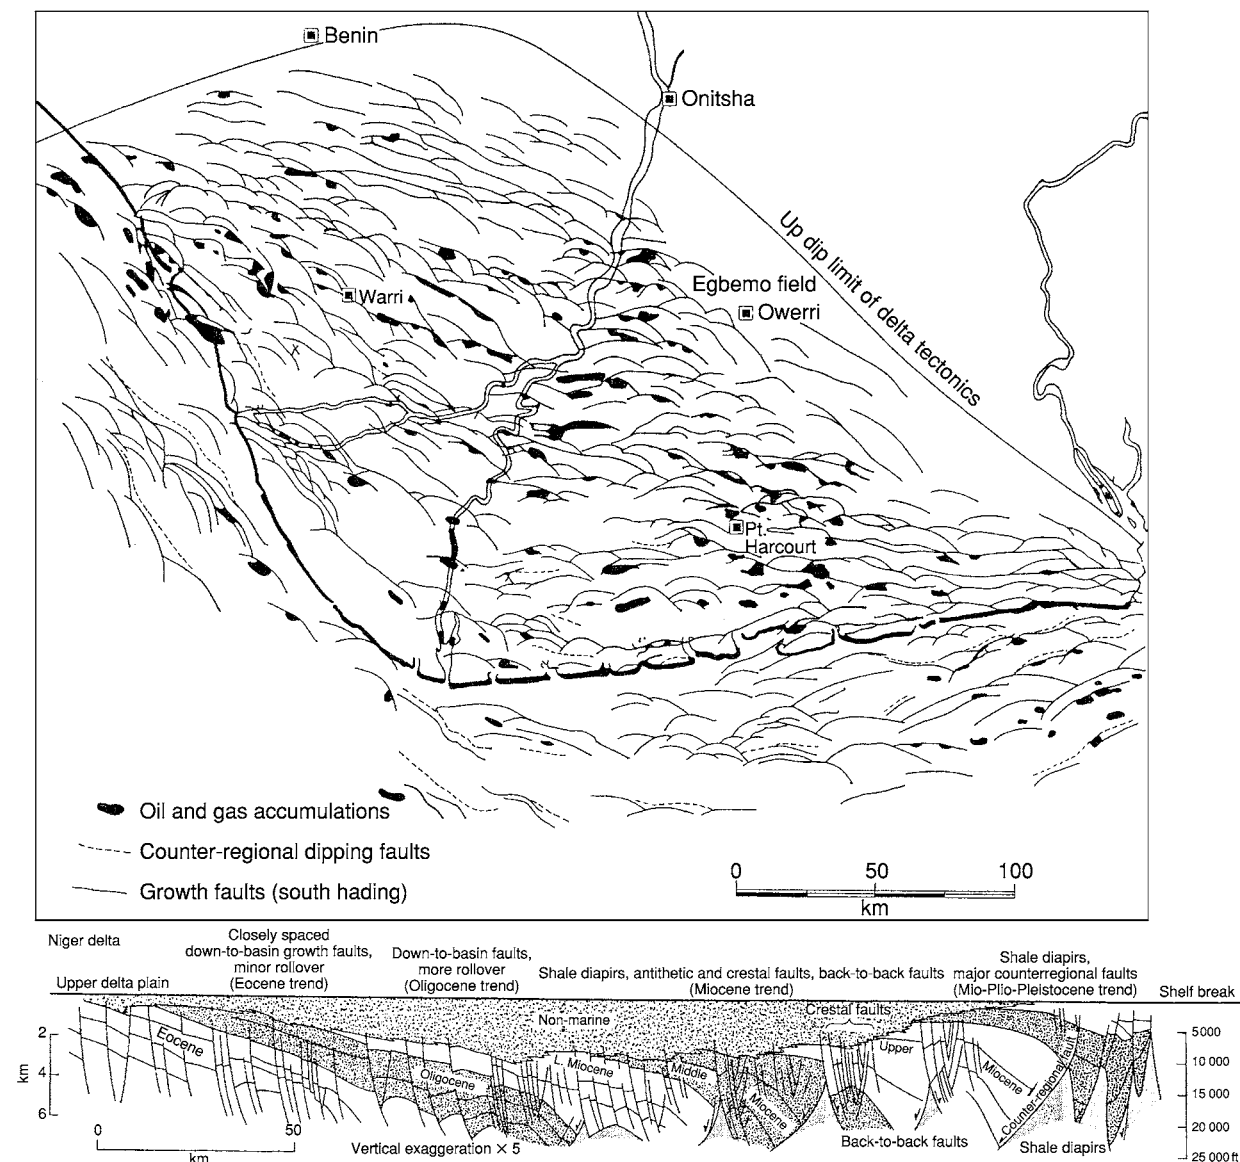 Benin
Onitsha
Up dip limit of delta tectonics
Egbemo field
Owerri
Warri
Pt.
Harcourt
Oil and gas accumulations
Counter-regional dipping faults
Growth faults (south hading)
0 50 100
km
Niger delta
Upper delta plain
Closely spaced
down-to-basin growth faults,
minor rollover
(Eocene trend)
Down-to-basin faults,
more rollover
(Oligocene trend)
Shale diapirs, antithetic and crestal faults, back-to-back faults
(Miocene trend)
Shale diapirs,
major counterregional faults
(Mio-Plio-Pleistocene trend)
Shelf break
Non-marine
Crestal faults
Eocene
Oligocene
L. Miocene
Middle
Miocene
Upper
Miocene
Counter-regional fault
Back-to-back faults
Shale diapirs
2
4
6
km
5000
10 000
15 000
20 000
25 000 ft
0 50
km
Vertical exaggeration × 5